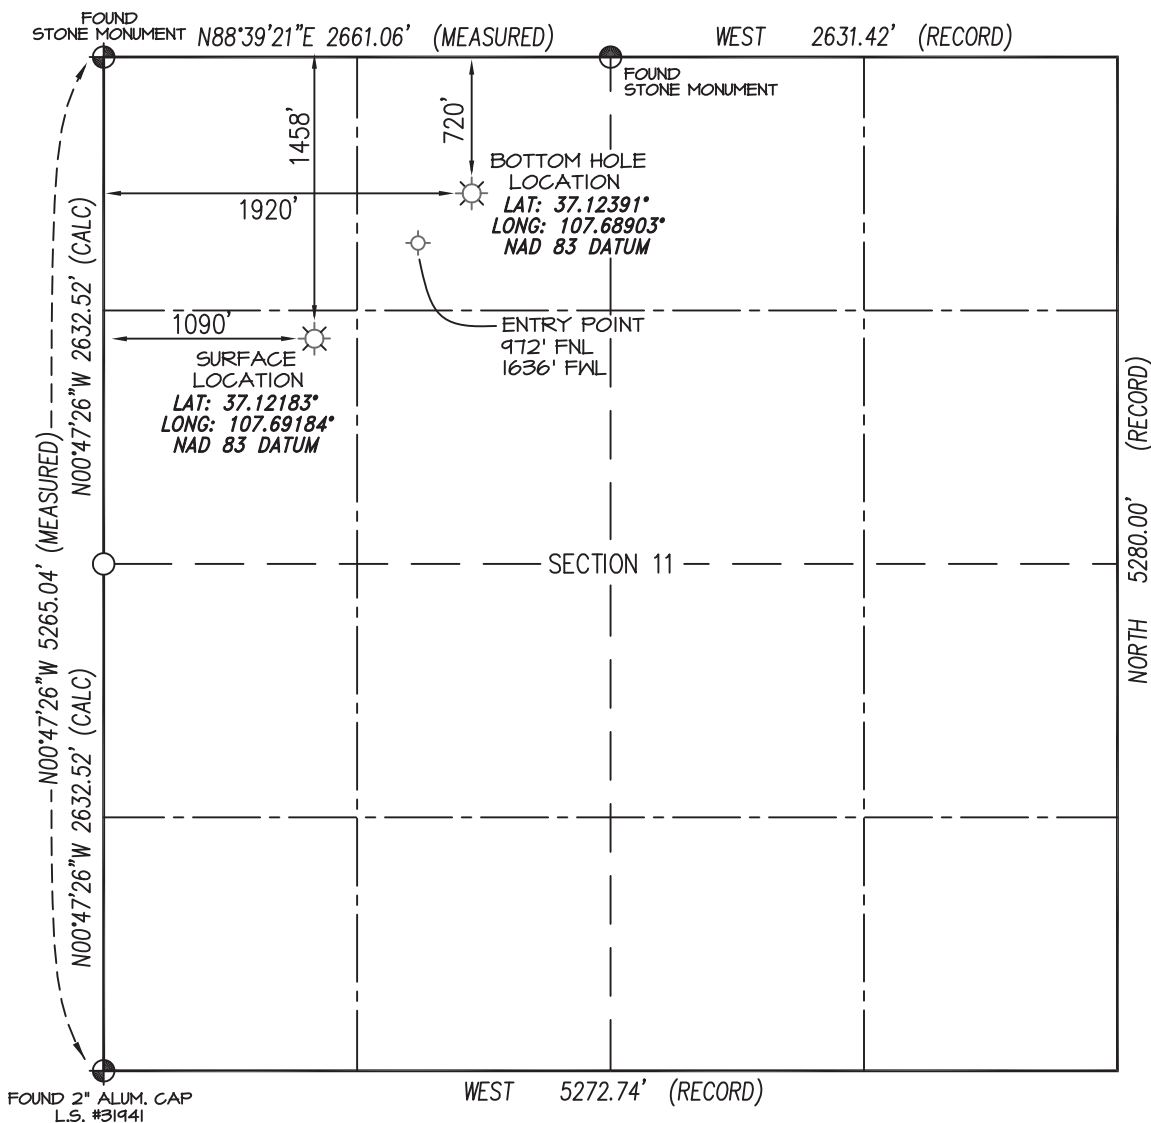 FOUND
STONE MONUMENT
N88°39'21"E 2661.06' (MEASURED)
WEST 2631.42' (RECORD)
FOUND
STONE MONUMENT
1458'
720'
BOTTOM HOLE
LOCATION
LAT: 37.12391°
LONG: 107.68903°
NAD 83 DATUM
1920'
ENTRY POINT
972' FNL
1636' FWL
1090'
SURFACE
LOCATION
LAT: 37.12183°
LONG: 107.69184°
NAD 83 DATUM
N00°47'26"W 2632.52' (CALC)
N00°47'26"W 5265.04' (MEASURED)
N00°47'26"W 2632.52' (CALC)
SECTION 11
NORTH 5280.00' (RECORD)
WEST 5272.74' (RECORD)
FOUND 2" ALUM. CAP
L.S. #31941